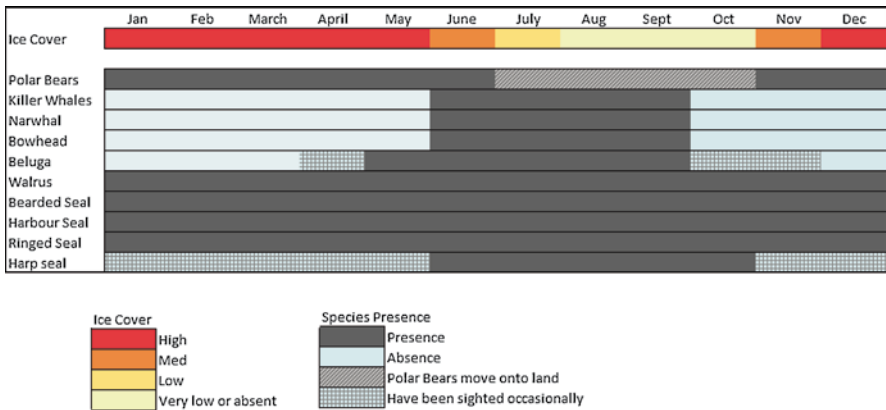 Jan Feb March April May June July Aug Sept Oct Nov Dec
Ice Cover
Polar Bears
Killer Whales
Narwhal
Bowhead
Beluga
Walrus
Bearded Seal
Harbour Seal
Ringed Seal
Harp seal
Ice Cover
High
Med
Low
Very low or absent
Species Presence
Presence
Absence
Polar Bears move onto land
Have been sighted occasionally